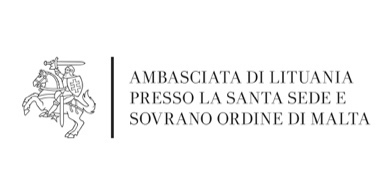 AMBASCIATA DI LITUANIA
PRESSO LA SANTA SEDE E
SOVRANO ORDINE DI MALTA